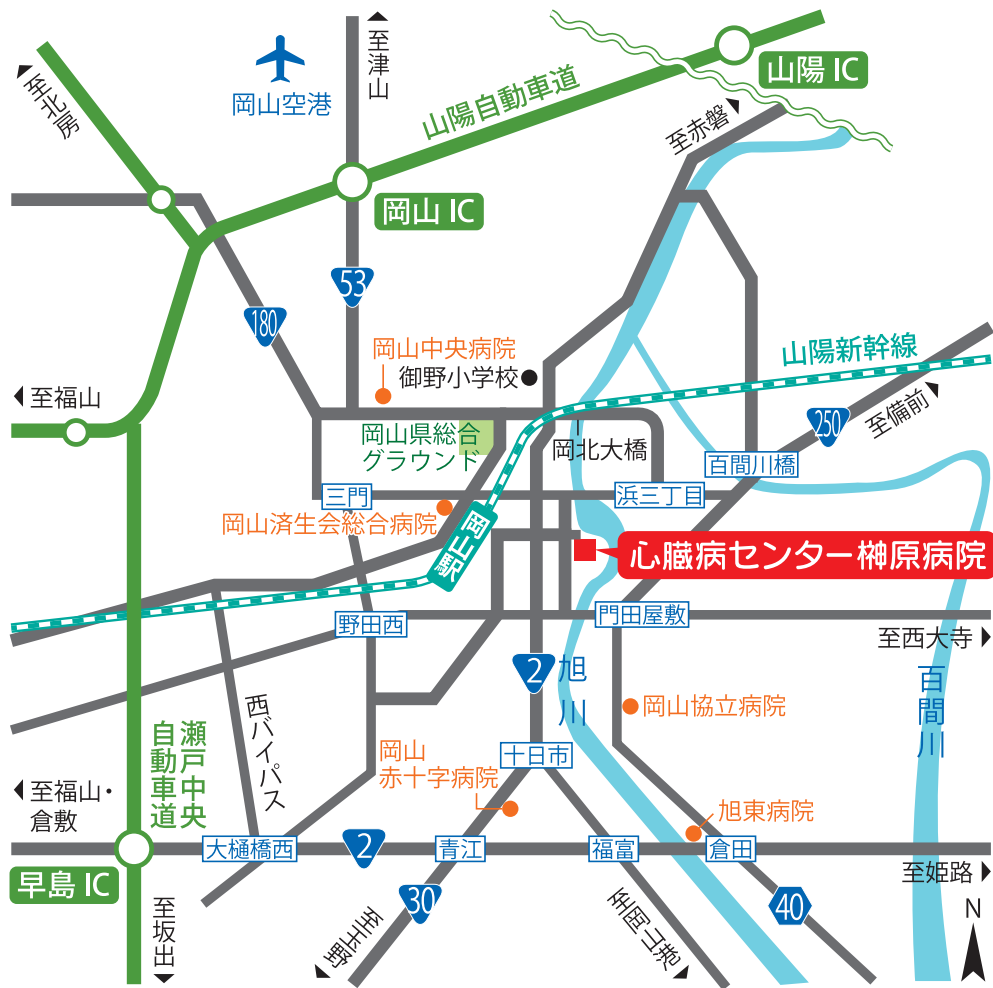 至津山
岡山空港
山陽 IC
至北房
山陽自動車道
至赤磐
岡山 IC
53
180
山陽新幹線
岡山中央病院
御野小学校
至福山
至備前
250
岡山県総合
グラウンド
岡北大橋
百間川橋
三門
浜三丁目
岡山済生会総合病院
岡山駅
心臓病センター榊原病院
野田西
門田屋敷
至西大寺
2
旭川
百間川
西バイパス
岡山協立病院
瀬戸中央
自動車道
十日市
岡山
赤十字病院
至福山・
倉敷
旭東病院
大樋橋西
2
青江
福富
倉田
早島 IC
至姫路
30
40
N
至坂出
至玉野
至岡山港